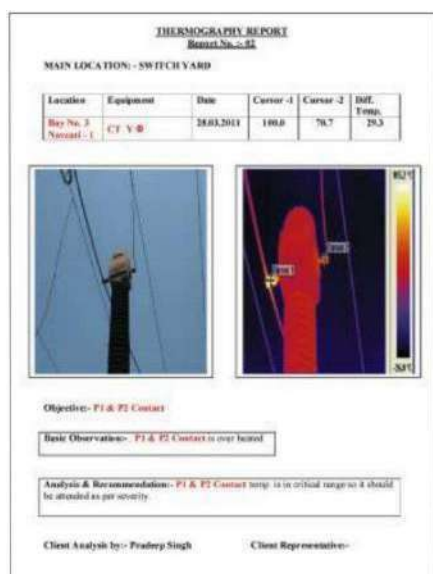 THERMOGRAPHY REPORT
Report No. :- 02
MAIN LOCATION: - SWITCH YARD
Location Equipment Date Cursor -1 Cursor -2 Diff. Temp.
Bay No. 3 CT Y Φ 28.03.2011 100.0 70.7 29.3
Navsari - 1
Objective:- P1 & P2 Contact
Basic Observation:- P1 & P2 Contact is over heated
Analysis & Recommendation:- P1 & P2 Contact temp. is in critical range so it should
be attended as per severity.
Client Analysis by:- Pradeep Singh Client Representative:-